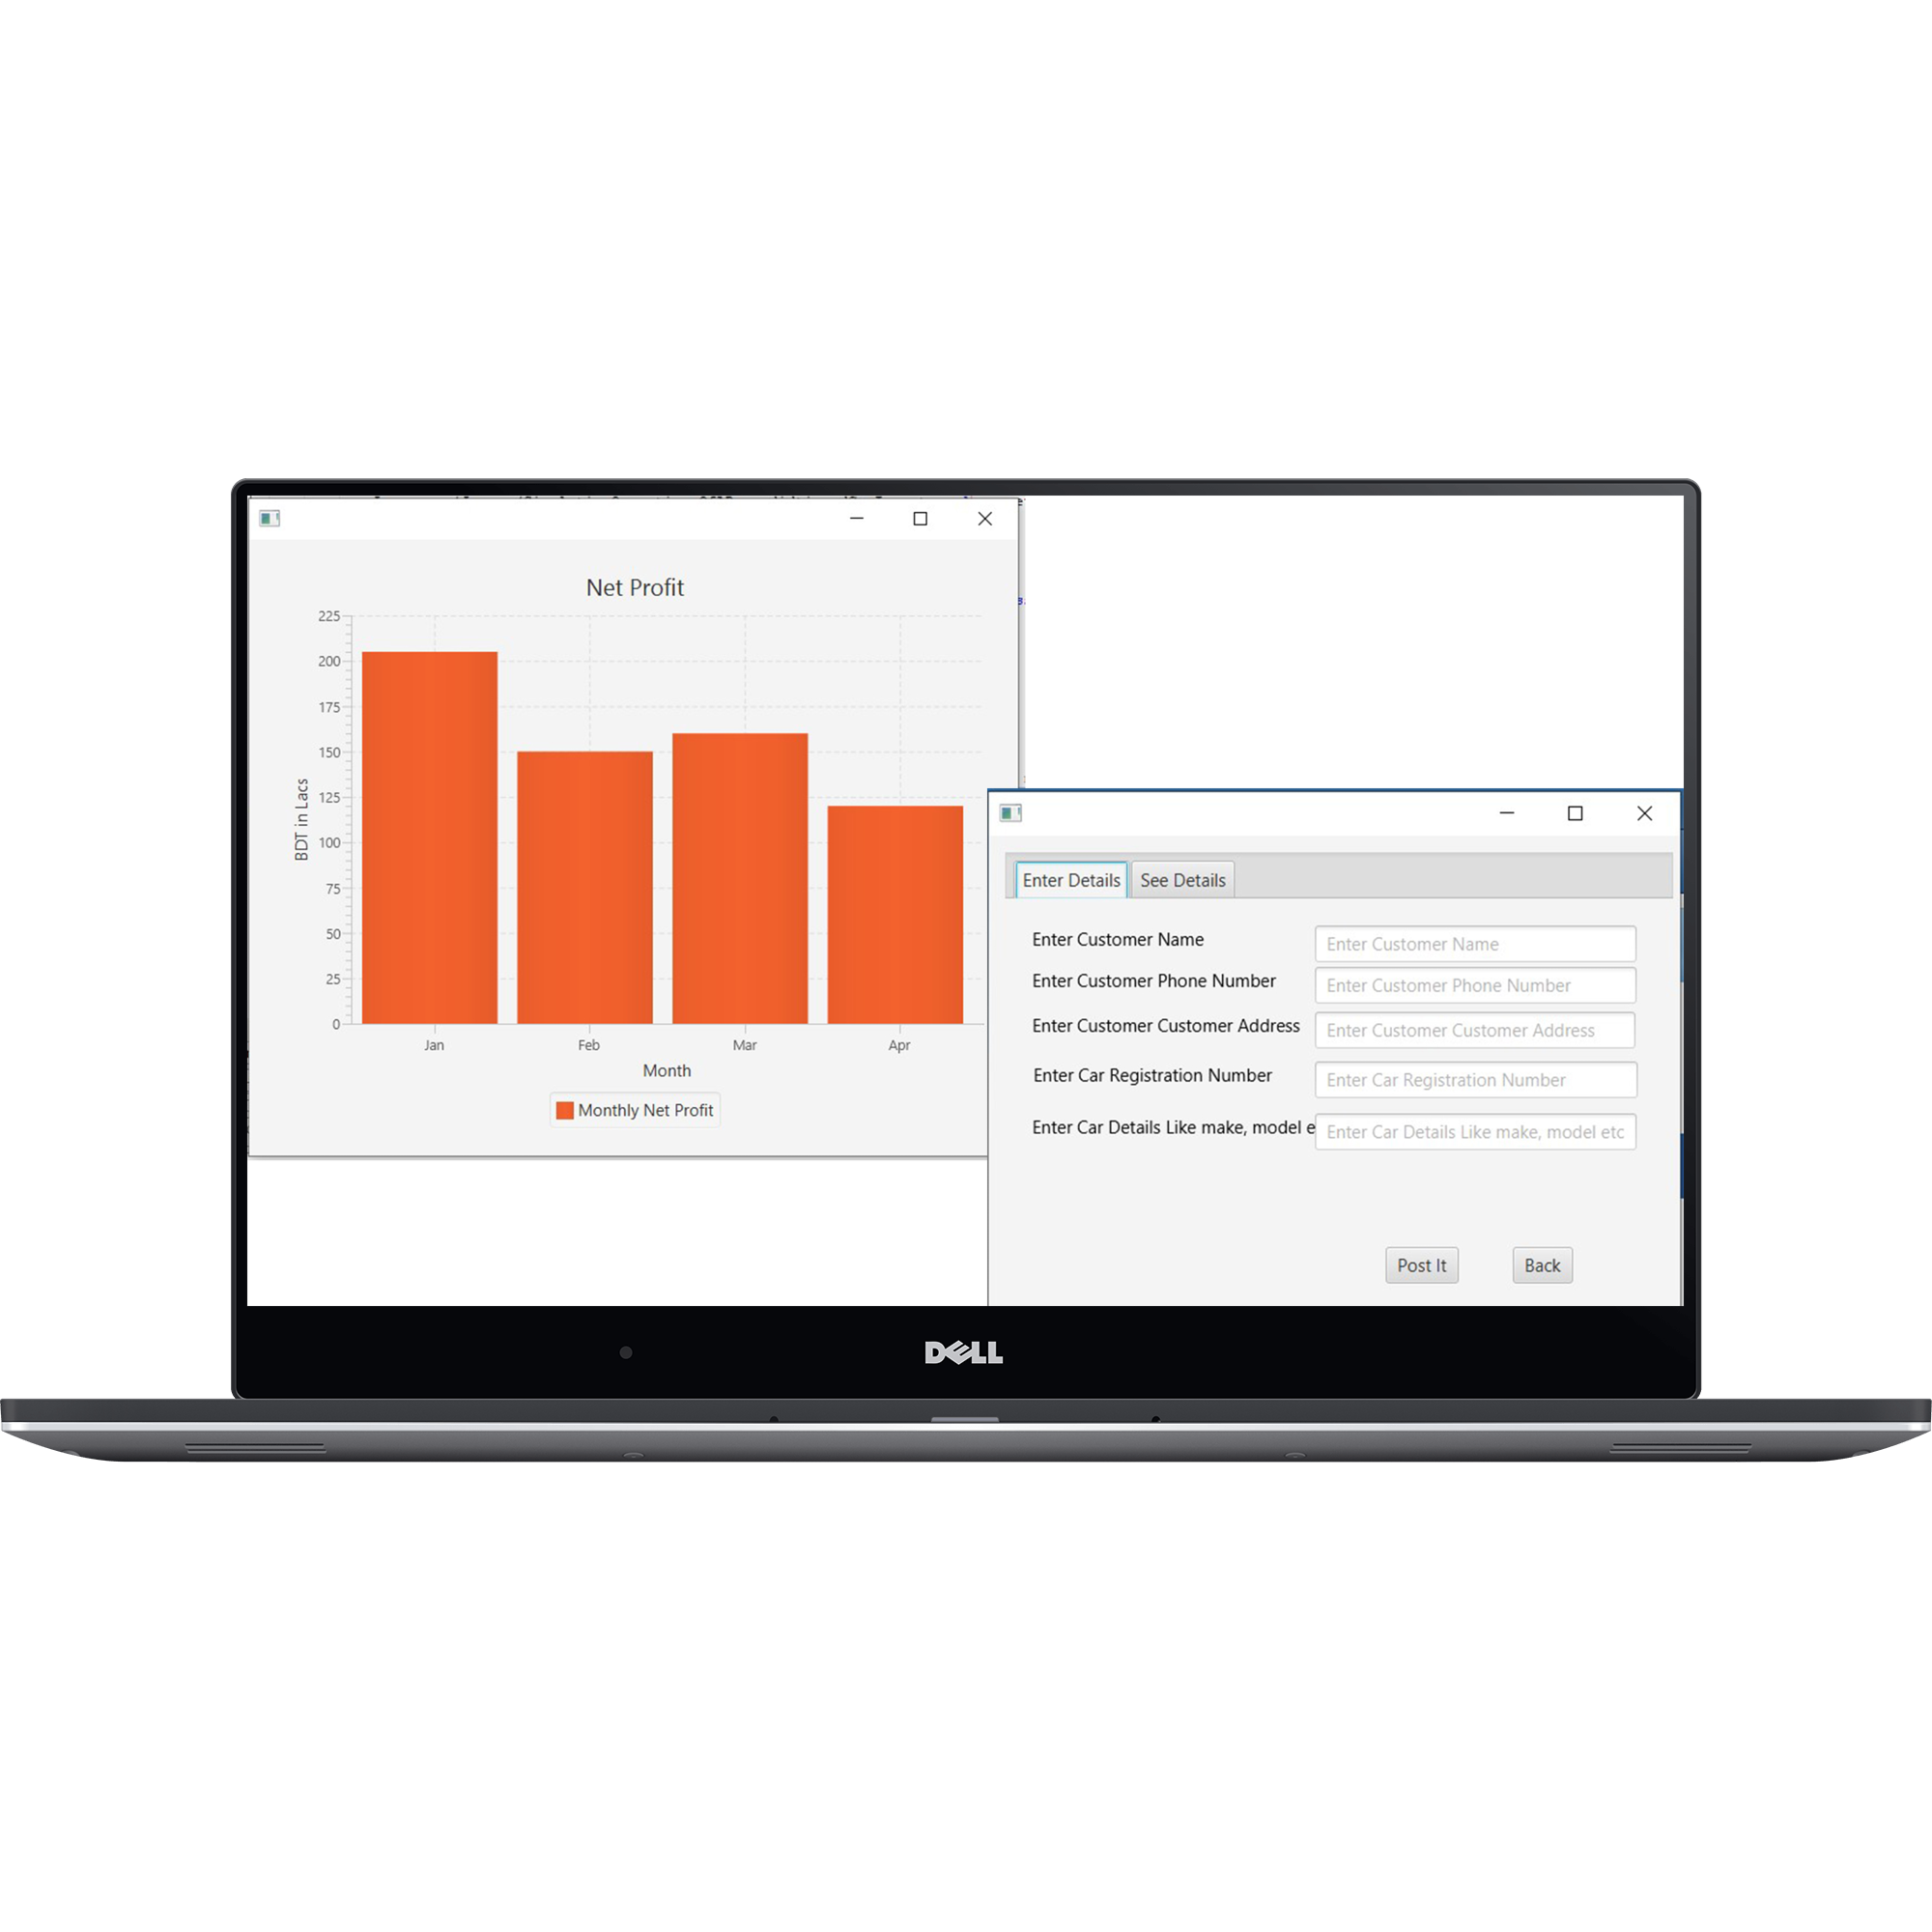 Net Profit
225
200
175
150
125
100
75
50
25
0
BDT in Lacs
Jan Feb Mar Apr
Month
Monthly Net Profit
Enter Details See Details
Enter Customer Name Enter Customer Name
Enter Customer Phone Number Enter Customer Phone Number
Enter Customer Customer Address Enter Customer Customer Address
Enter Car Registration Number Enter Car Registration Number
Enter Car Details Like make, model e Enter Car Details Like make, model etc
Post It Back
DELL